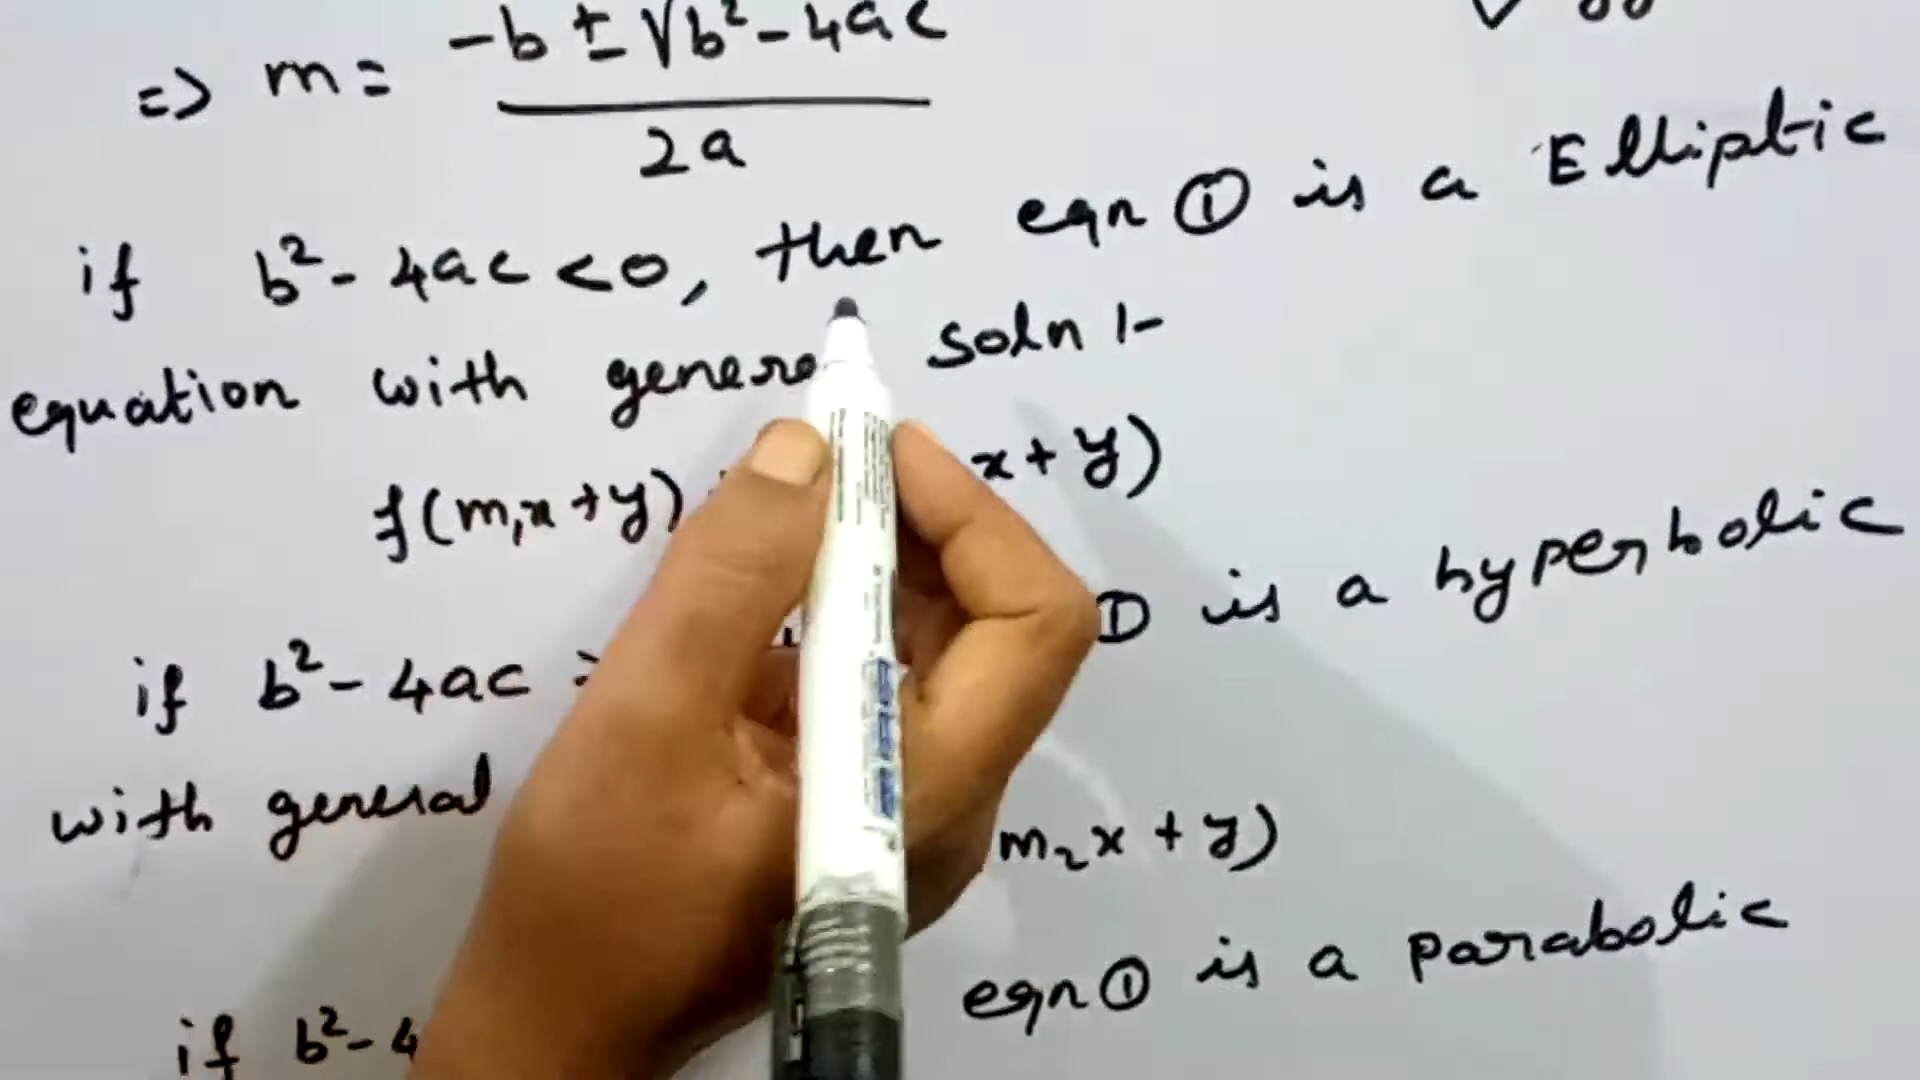 => m = -b ± √b² - 4ac
2a
if b² - 4ac < 0, then eqn ① is a Elliptic
equation with soln :-
f(m₁x + y) x + y)
if b² - 4ac is a hyperbolic
with general m₂x + y)
if b² - 4 eqn ① is a parabolic